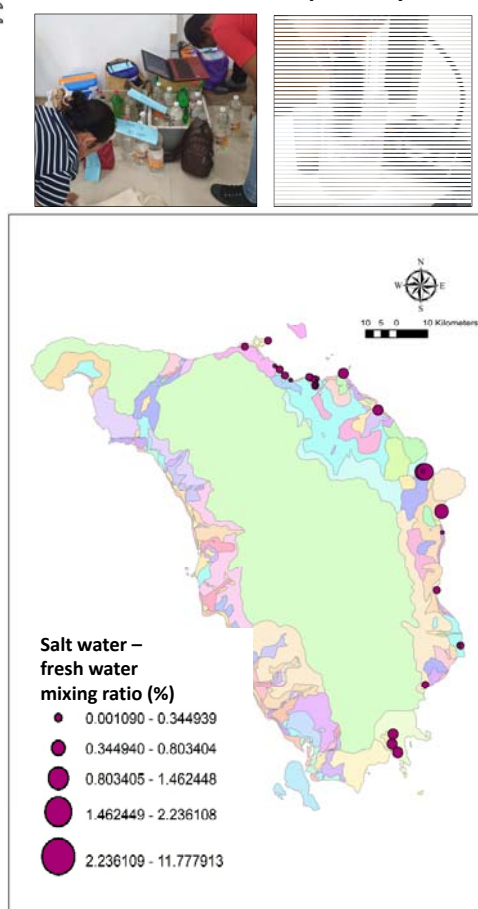 N
W E
S
10 5 0 10 Kilometers
Salt water –
fresh water
mixing ratio (%)
0.001090 - 0.344939
0.344940 - 0.803404
0.803405 - 1.462448
1.462449 - 2.236108
2.236109 - 11.777913